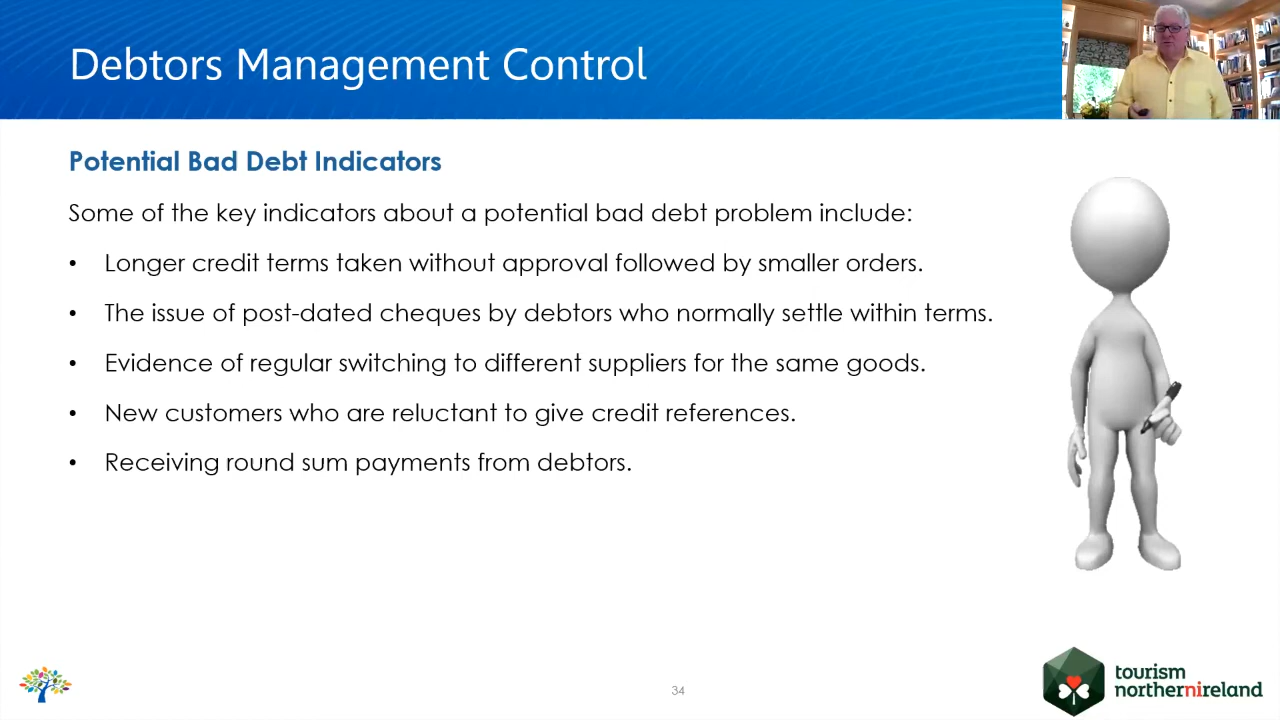 Debtors Management Control
Potential Bad Debt Indicators
Some of the key indicators about a potential bad debt problem include:
• Longer credit terms taken without approval followed by smaller orders.
• The issue of post-dated cheques by debtors who normally settle within terms.
• Evidence of regular switching to different suppliers for the same goods.
• New customers who are reluctant to give credit references.
• Receiving round sum payments from debtors.
34
tourism
northernireland